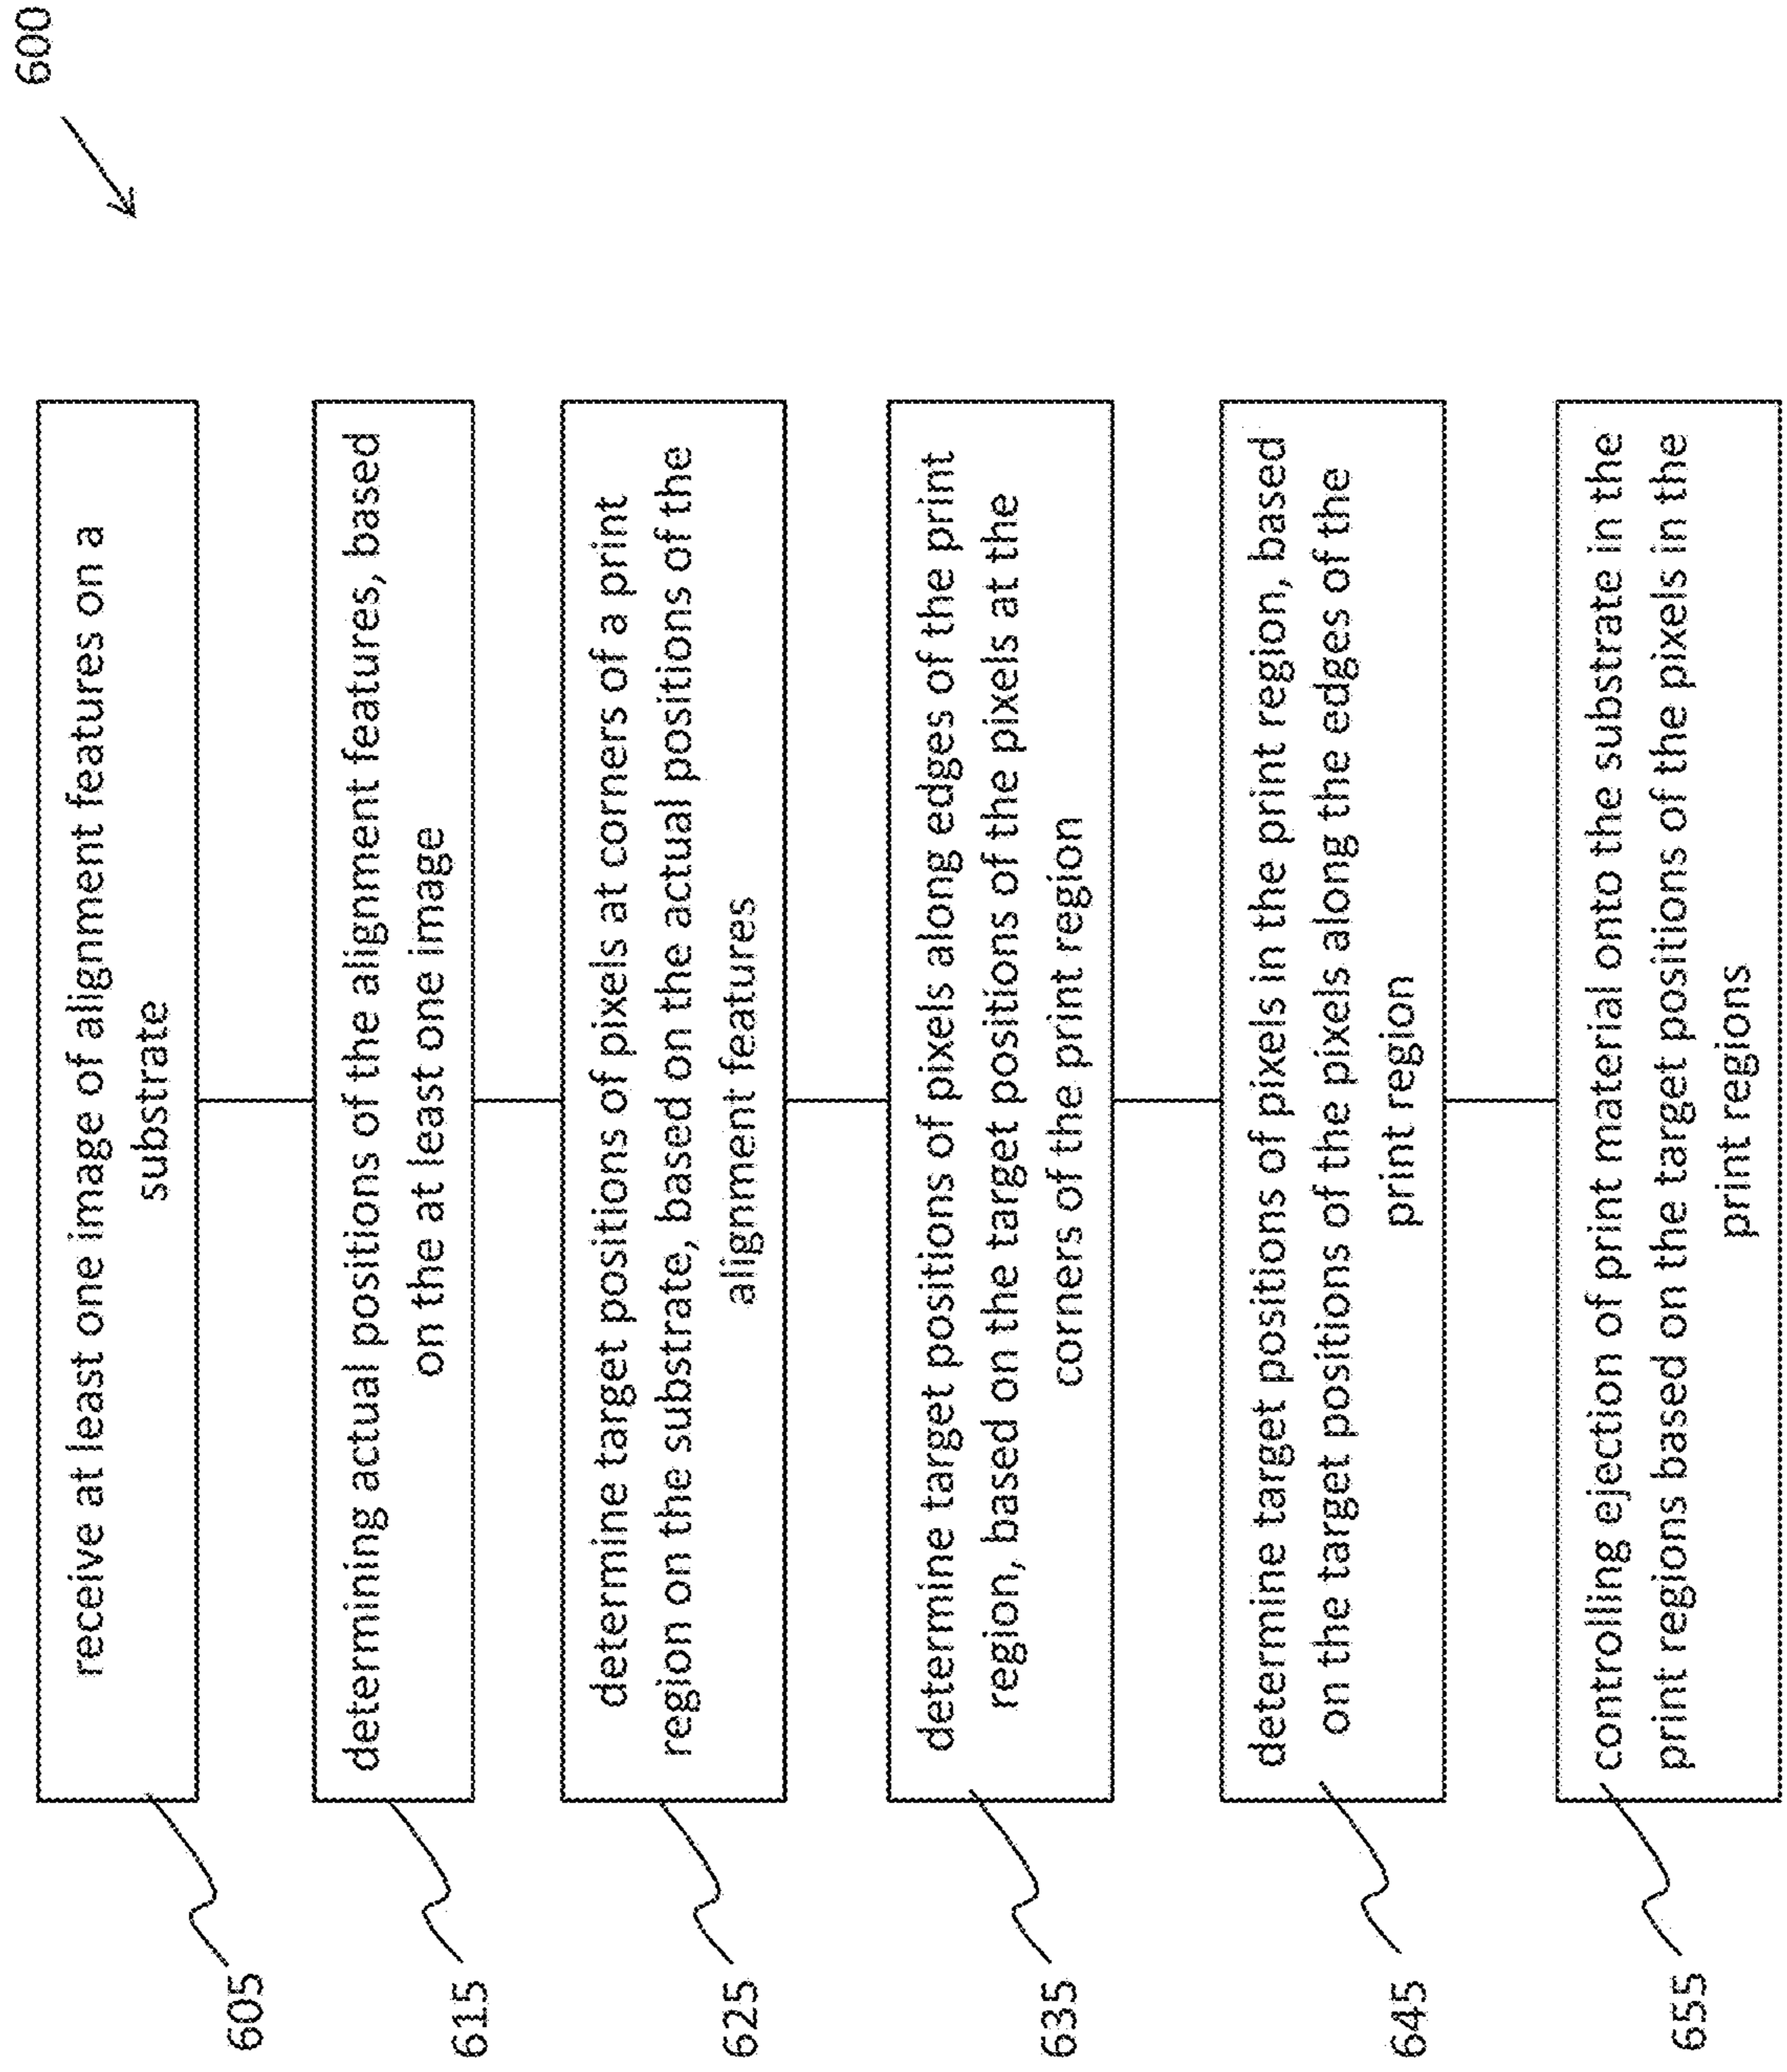 600
605
receive at least one image of alignment features on a
substrate
615
determining actual positions of the alignment features, based
on the at least one image
625
determine target positions of pixels at corners of a print
region on the substrate, based on the actual positions of the
alignment features
635
determine target positions of pixels along edges of the print
region, based on the target positions of the pixels at the
corners of the print region
645
determine target positions of pixels in the print region, based
on the target positions of the pixels along the edges of the
print region
655
controlling ejection of print material onto the substrate in the
print regions based on the target positions of the pixels in the
print regions